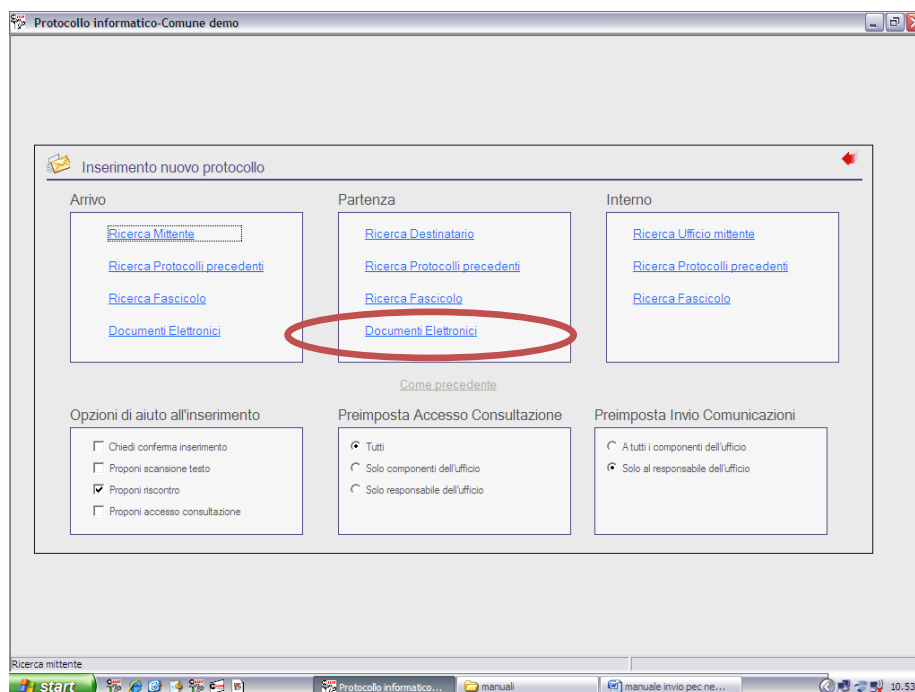 Protocollo informatico-Comune demo
Inserimento nuovo protocollo
Arrivo
Ricerca Mittente
Ricerca Protocolli precedenti
Ricerca Fascicolo
Documenti Elettronici
Partenza
Ricerca Destinatario
Ricerca Protocolli precedenti
Ricerca Fascicolo
Documenti Elettronici
Interno
Ricerca Ufficio mittente
Ricerca Protocolli precedenti
Ricerca Fascicolo
Come precedente
Opzioni di aiuto all'inserimento
Chiedi conferma inserimento
Proponi scansione testo
Proponi riscontro
Proponi accesso consultazione
Preimposta Accesso Consultazione
Tutti
Solo componenti dell'ufficio
Solo responsabile dell'ufficio
Preimposta Invio Comunicazioni
A tutti i componenti dell'ufficio
Solo al responsabile dell'ufficio
Ricerca mittente
start
Protocollo informatico...
manuali
manuale invio pec ne...
10.53